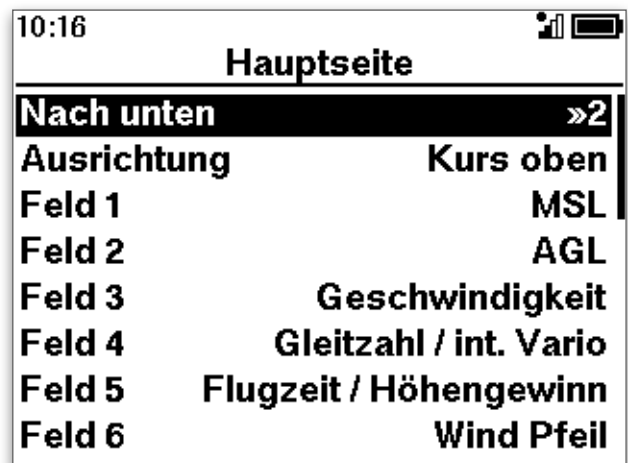 10:16
Hauptseite
Nach unten »2
Ausrichtung Kurs oben
Feld 1 MSL
Feld 2 AGL
Feld 3 Geschwindigkeit
Feld 4 Gleitzahl / int. Vario
Feld 5 Flugzeit / Höhengewinn
Feld 6 Wind Pfeil